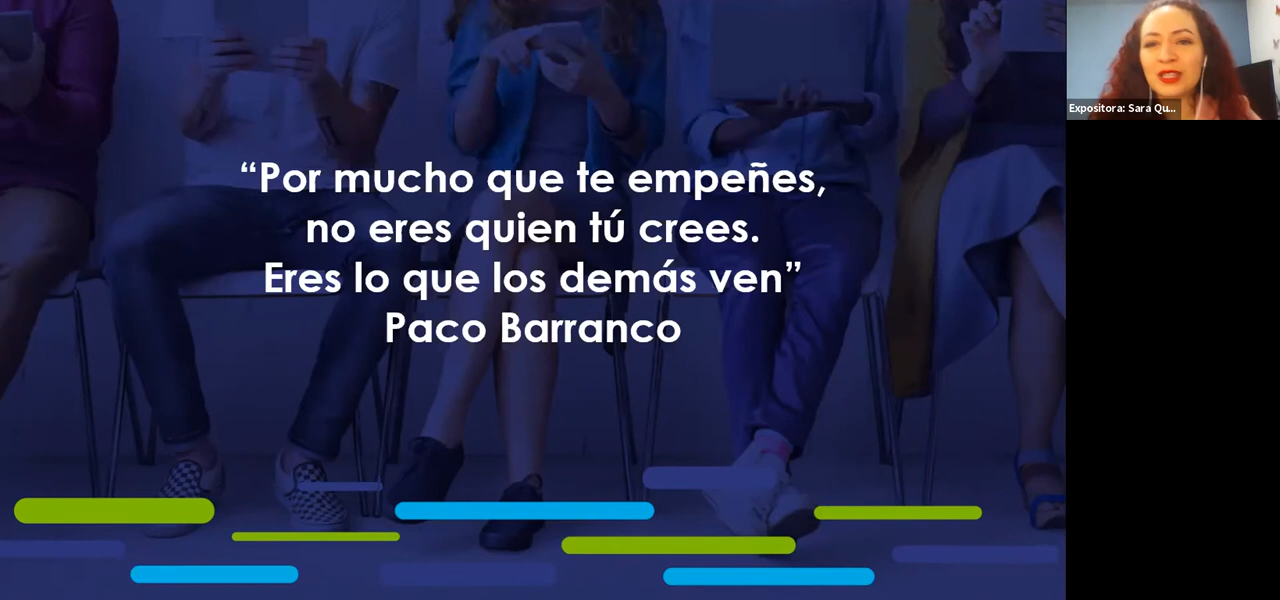 “Por mucho que te empeñes,
no eres quien tú crees.
Eres lo que los demás ven”
Paco Barranco
Expositora: Sara Qu...